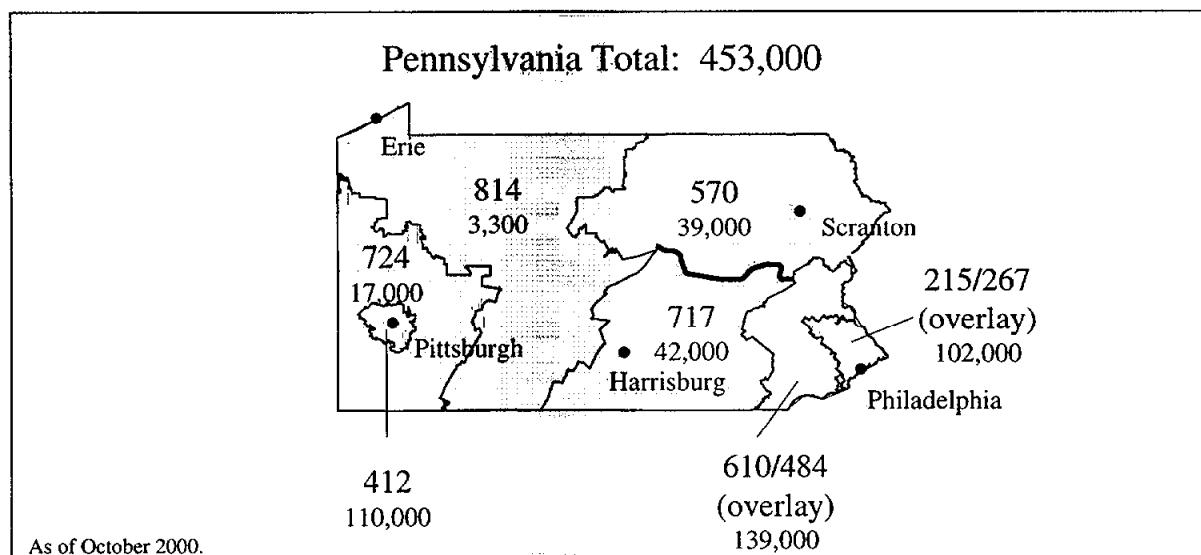 Pennsylvania Total: 453,000
Erie
814
3,300
570
39,000
Scranton
724
17,000
Pittsburgh
717
42,000
Harrisburg
215/267
(overlay)
102,000
Philadelphia
412
110,000
610/484
(overlay)
139,000
As of October 2000.